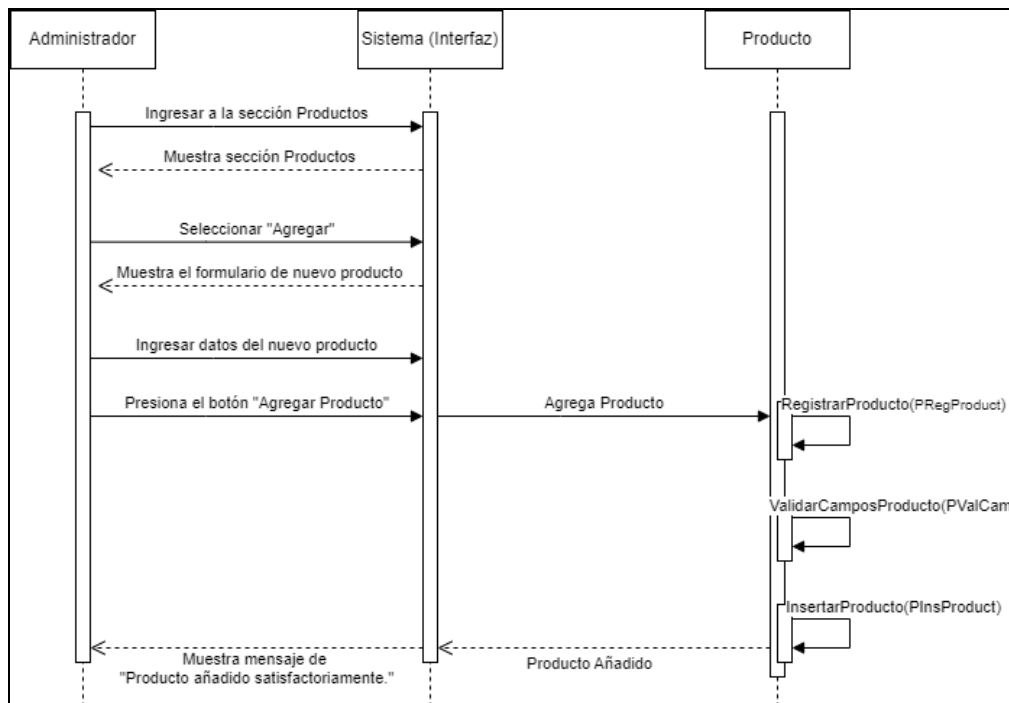 Administrador
Sistema (Interfaz)
Producto
Ingresar a la sección Productos
Muestra sección Productos
Seleccionar "Agregar"
Muestra el formulario de nuevo producto
Ingresar datos del nuevo producto
Presiona el botón "Agregar Producto"
Agrega Producto
RegistrarProducto(PRegProduct)
ValidarCamposProducto(PValCam
InsertarProducto(PInsProduct)
Producto Añadido
Muestra mensaje de
"Producto añadido satisfactoriamente."